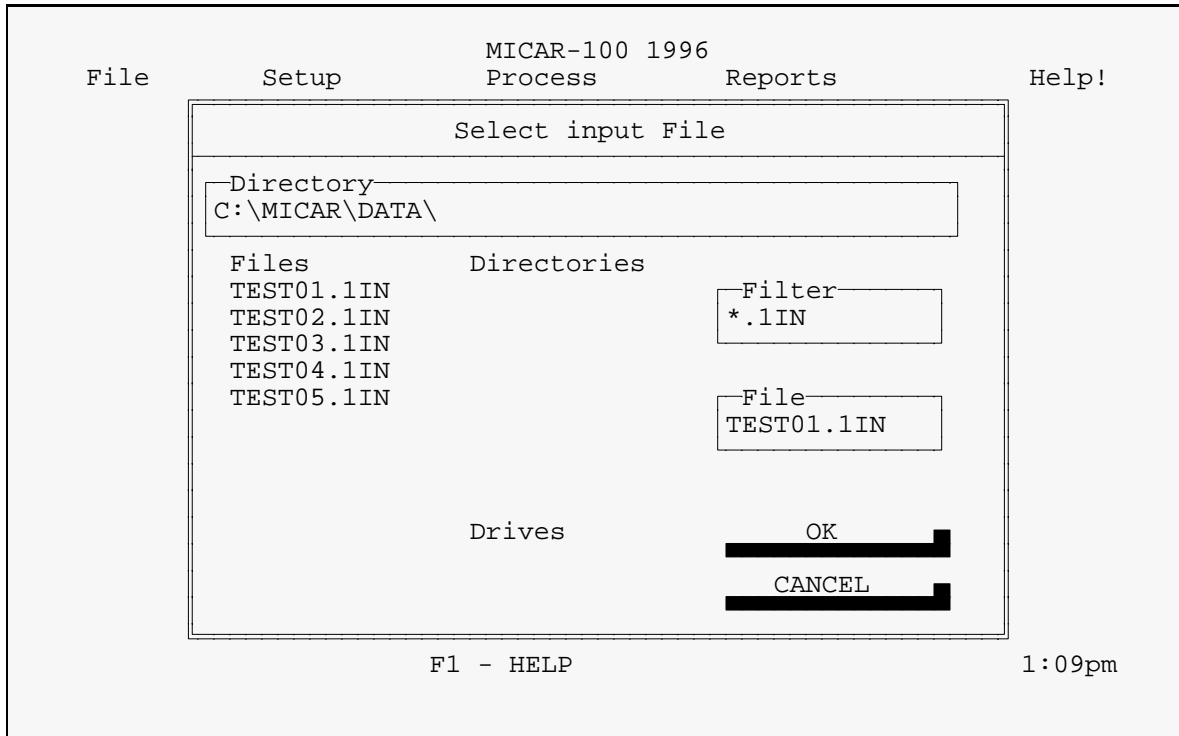 MICAR-100 1996
File Setup Process Reports Help!
Select input File
Directory
C:\MICAR\DATA\
Files Directories
TEST01.1IN Filter
TEST02.1IN *.1IN
TEST03.1IN
TEST04.1IN
TEST05.1IN File
TEST01.1IN
Drives OK
CANCEL
F1 - HELP 1:09pm